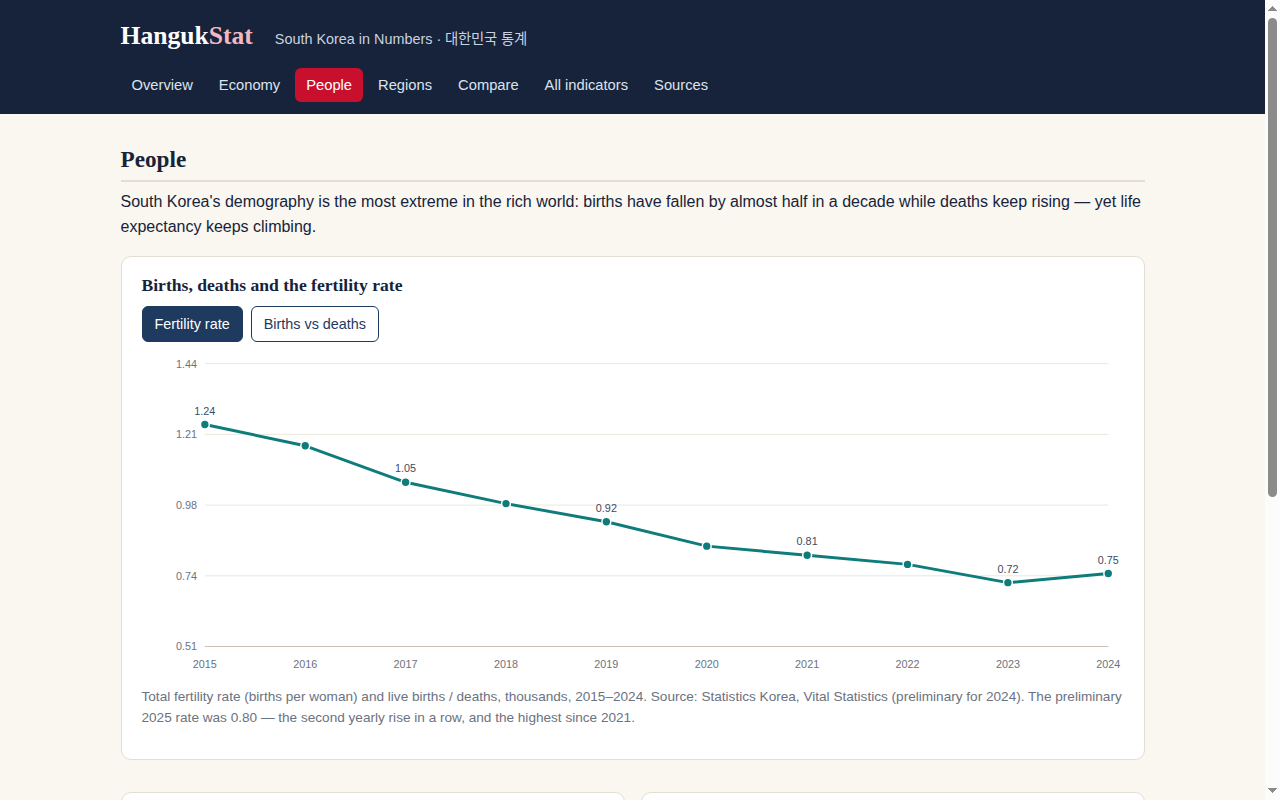 HangukStat South Korea in Numbers · 대한민국 통계
Overview Economy People Regions Compare All indicators Sources
People
South Korea's demography is the most extreme in the rich world: births have fallen by almost half in a decade while deaths keep rising — yet life
expectancy keeps climbing.
Births, deaths and the fertility rate
Fertility rate Births vs deaths
1.44
1.24
1.21
1.05
0.98
0.92
0.81
0.74
0.72
0.75
0.51
2015 2016 2017 2018 2019 2020 2021 2022 2023 2024
Total fertility rate (births per woman) and live births / deaths, thousands, 2015–2024. Source: Statistics Korea, Vital Statistics (preliminary for 2024). The preliminary
2025 rate was 0.80 — the second yearly rise in a row, and the highest since 2021.